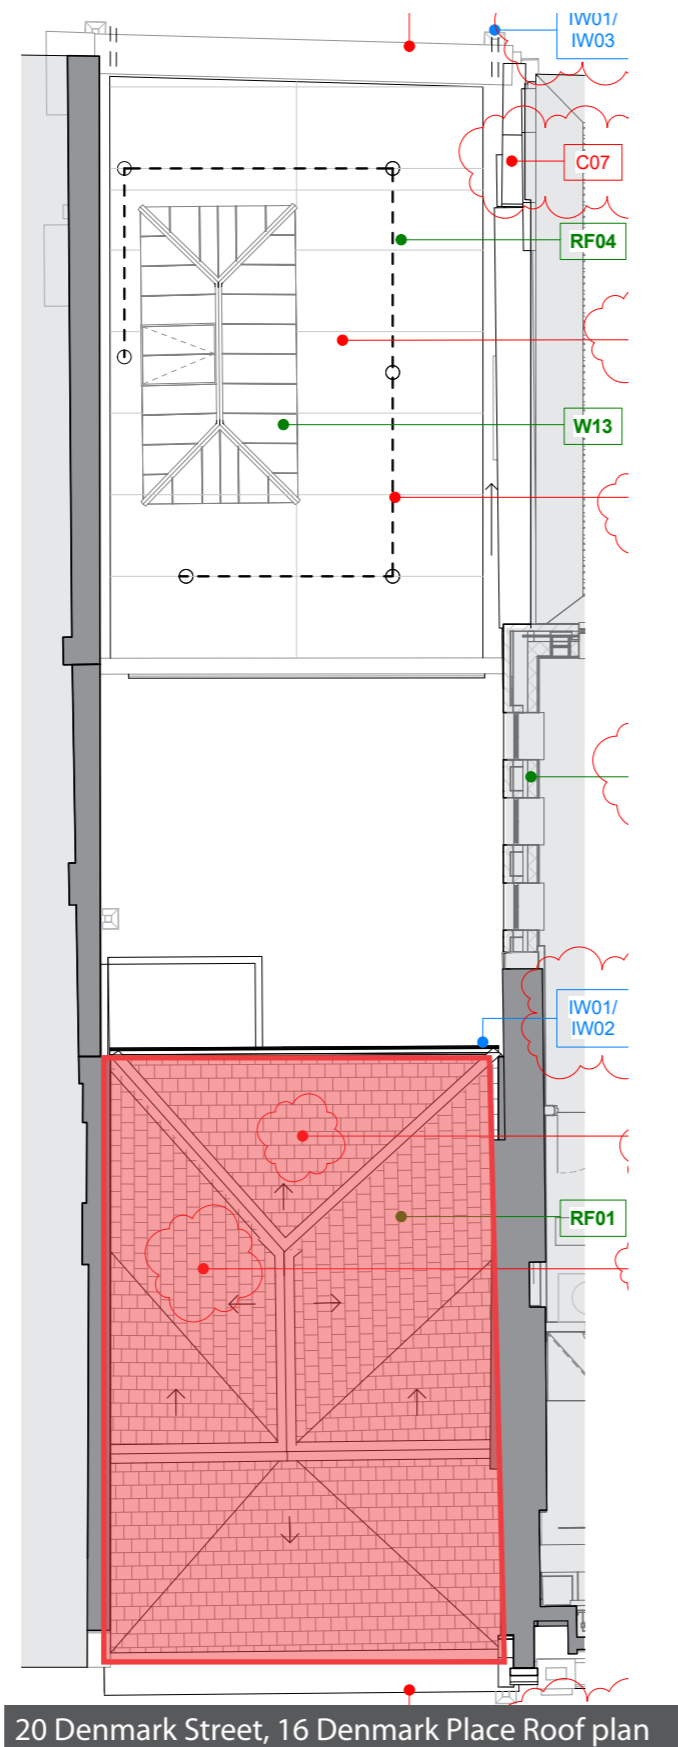 IW01/
IW03
C07
RF04
W13
IW01/
IW02
RF01
20 Denmark Street, 16 Denmark Place Roof plan